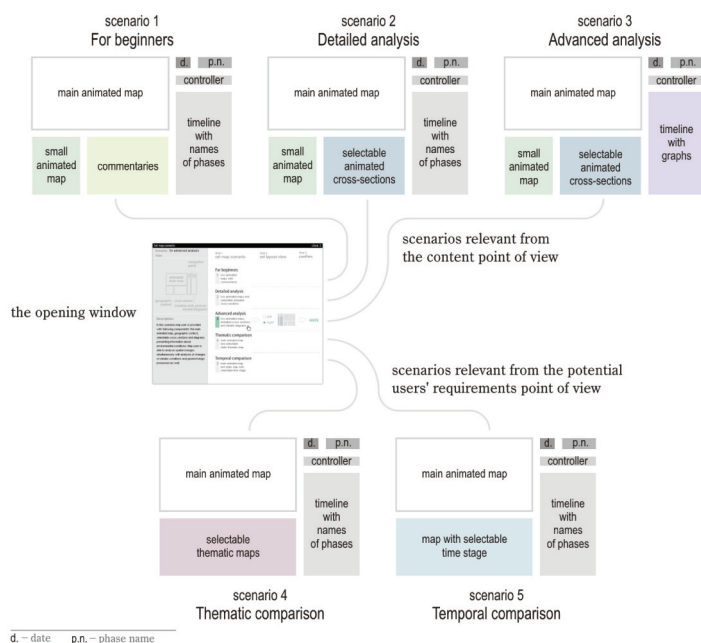 scenario 1
For beginners
d. p.n.
controller
main animated map
timeline
with
names
of phases
small
animated
map
commentaries
scenario 2
Detailed analysis
d. p.n.
controller
main animated map
timeline
with
names
of phases
small
animated
map
selectable
animated
cross-sections
scenario 3
Advanced analysis
d. p.n.
controller
main animated map
timeline
with
graphs
small
animated
map
selectable
animated
cross-sections
scenarios relevant from
the content point of view
the opening window
For beginners
Detailed analysis
Advanced analysis
Thematic comparison
Temporal comparison
scenarios relevant from the potential
users' requirements point of view
main animated map
d. p.n.
controller
timeline
with
names
of phases
selectable
thematic maps
scenario 4
Thematic comparison
main animated map
d. p.n.
controller
timeline
with
names
of phases
map with selectable
time stage
scenario 5
Temporal comparison
d. – date p.n. – phase name